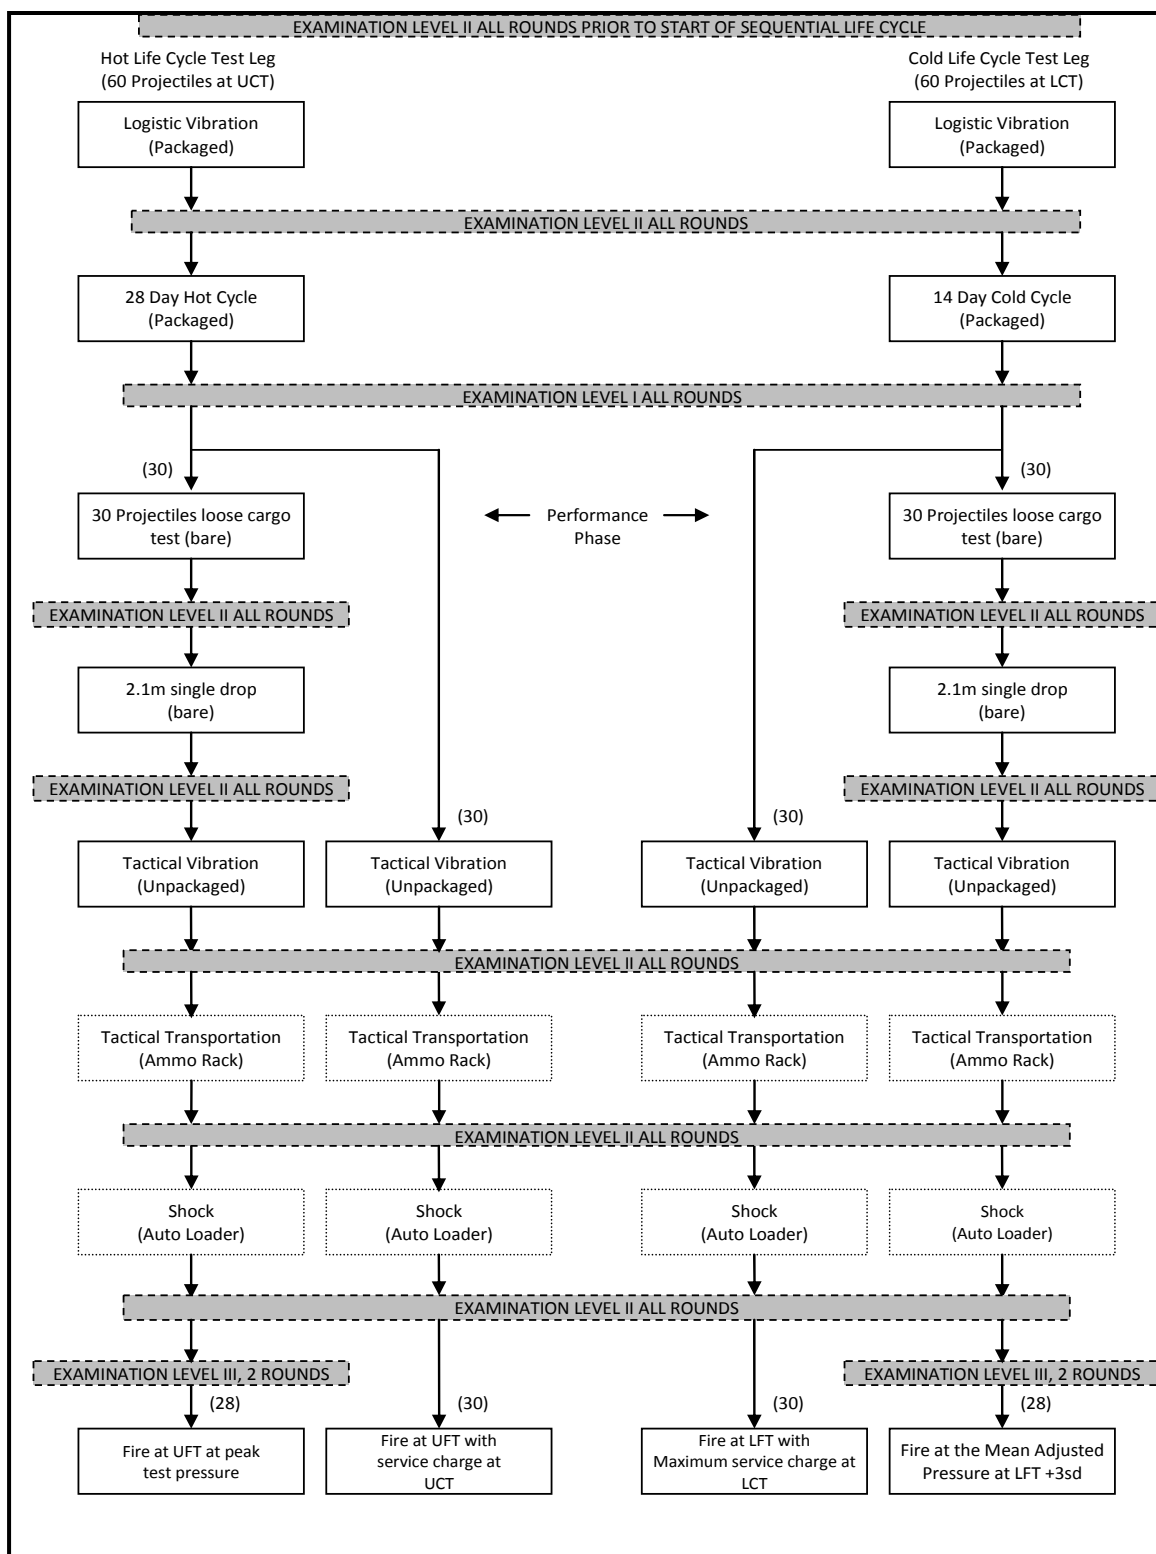 EXAMINATION LEVEL II ALL ROUNDS PRIOR TO START OF SEQUENTIAL LIFE CYCLE
Hot Life Cycle Test Leg
(60 Projectiles at UCT)
Cold Life Cycle Test Leg
(60 Projectiles at LCT)
Logistic Vibration
(Packaged)
Logistic Vibration
(Packaged)
EXAMINATION LEVEL II ALL ROUNDS
28 Day Hot Cycle
(Packaged)
14 Day Cold Cycle
(Packaged)
EXAMINATION LEVEL I ALL ROUNDS
(30)
(30)
30 Projectiles loose cargo
test (bare)
Performance
Phase
30 Projectiles loose cargo
test (bare)
EXAMINATION LEVEL II ALL ROUNDS
EXAMINATION LEVEL II ALL ROUNDS
2.1m single drop
(bare)
2.1m single drop
(bare)
EXAMINATION LEVEL II ALL ROUNDS
EXAMINATION LEVEL II ALL ROUNDS
(30)
(30)
Tactical Vibration
(Unpackaged)
Tactical Vibration
(Unpackaged)
Tactical Vibration
(Unpackaged)
Tactical Vibration
(Unpackaged)
EXAMINATION LEVEL II ALL ROUNDS
Tactical Transportation
(Ammo Rack)
Tactical Transportation
(Ammo Rack)
Tactical Transportation
(Ammo Rack)
Tactical Transportation
(Ammo Rack)
EXAMINATION LEVEL II ALL ROUNDS
Shock
(Auto Loader)
Shock
(Auto Loader)
Shock
(Auto Loader)
Shock
(Auto Loader)
EXAMINATION LEVEL II ALL ROUNDS
EXAMINATION LEVEL III, 2 ROUNDS
EXAMINATION LEVEL III, 2 ROUNDS
(28)
(30)
(30)
(28)
Fire at UFT at peak
test pressure
Fire at UFT with
service charge at
UCT
Fire at LFT with
Maximum service charge at
LCT
Fire at the Mean Adjusted
Pressure at LFT +3sd